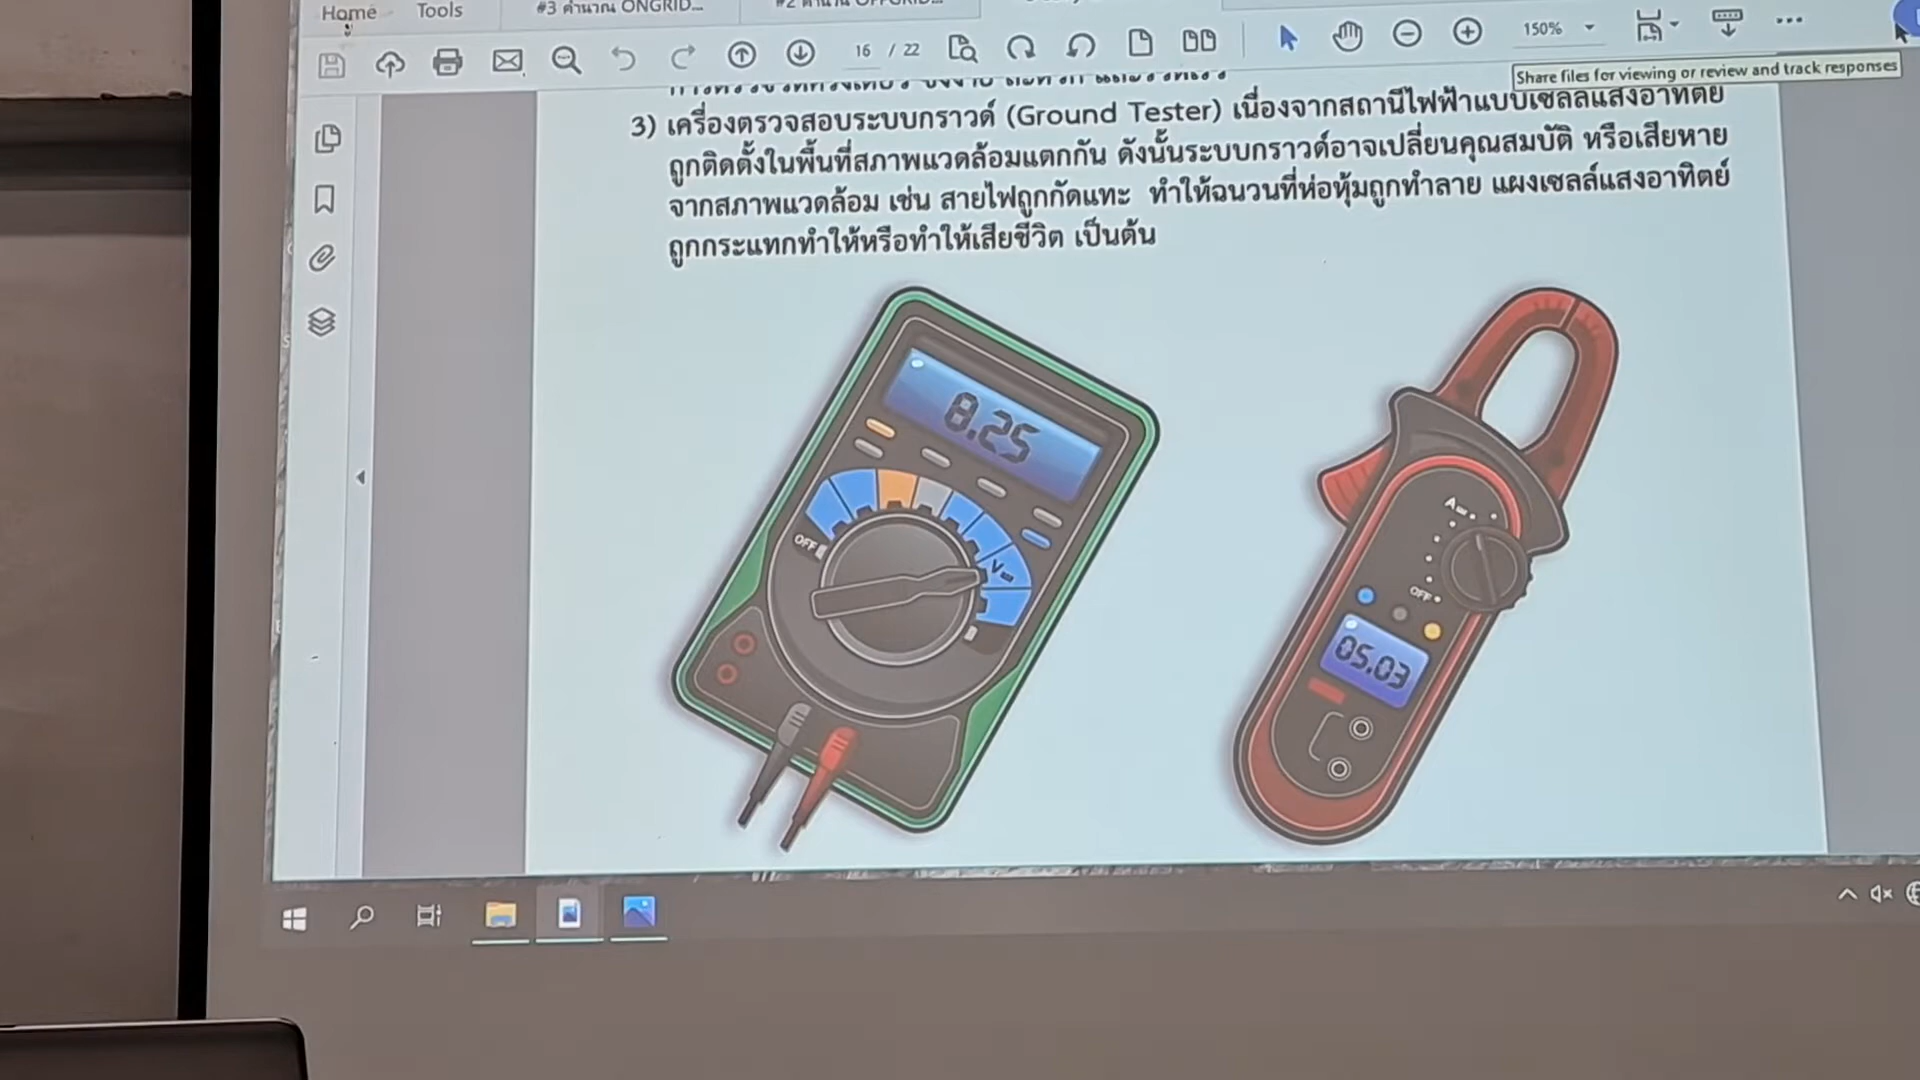 Home
Tools
#3 คำนวณ ONGRID...
16 / 22
150%
Share files for viewing or review and track responses
3) เครื่องตรวจสอบระบบกราวด์ (Ground Tester) เนื่องจากสถานีไฟฟ้าแบบเซลล์แสงอาทิตย์
ถูกติดตั้งในพื้นที่สภาพแวดล้อมแตกกัน ดังนั้นระบบกราวด์อาจเปลี่ยนคุณสมบัติ หรือเสียหาย
จากสภาพแวดล้อม เช่น สายไฟถูกกัดแทะ ทำให้ฉนวนที่ห่อหุ้มถูกทำลาย แผงเซลล์แสงอาทิตย์
ถูกกระแทกทำให้หรือทำให้เสียชีวิต เป็นต้น
8.25
OFF
V
A
OFF
05.03